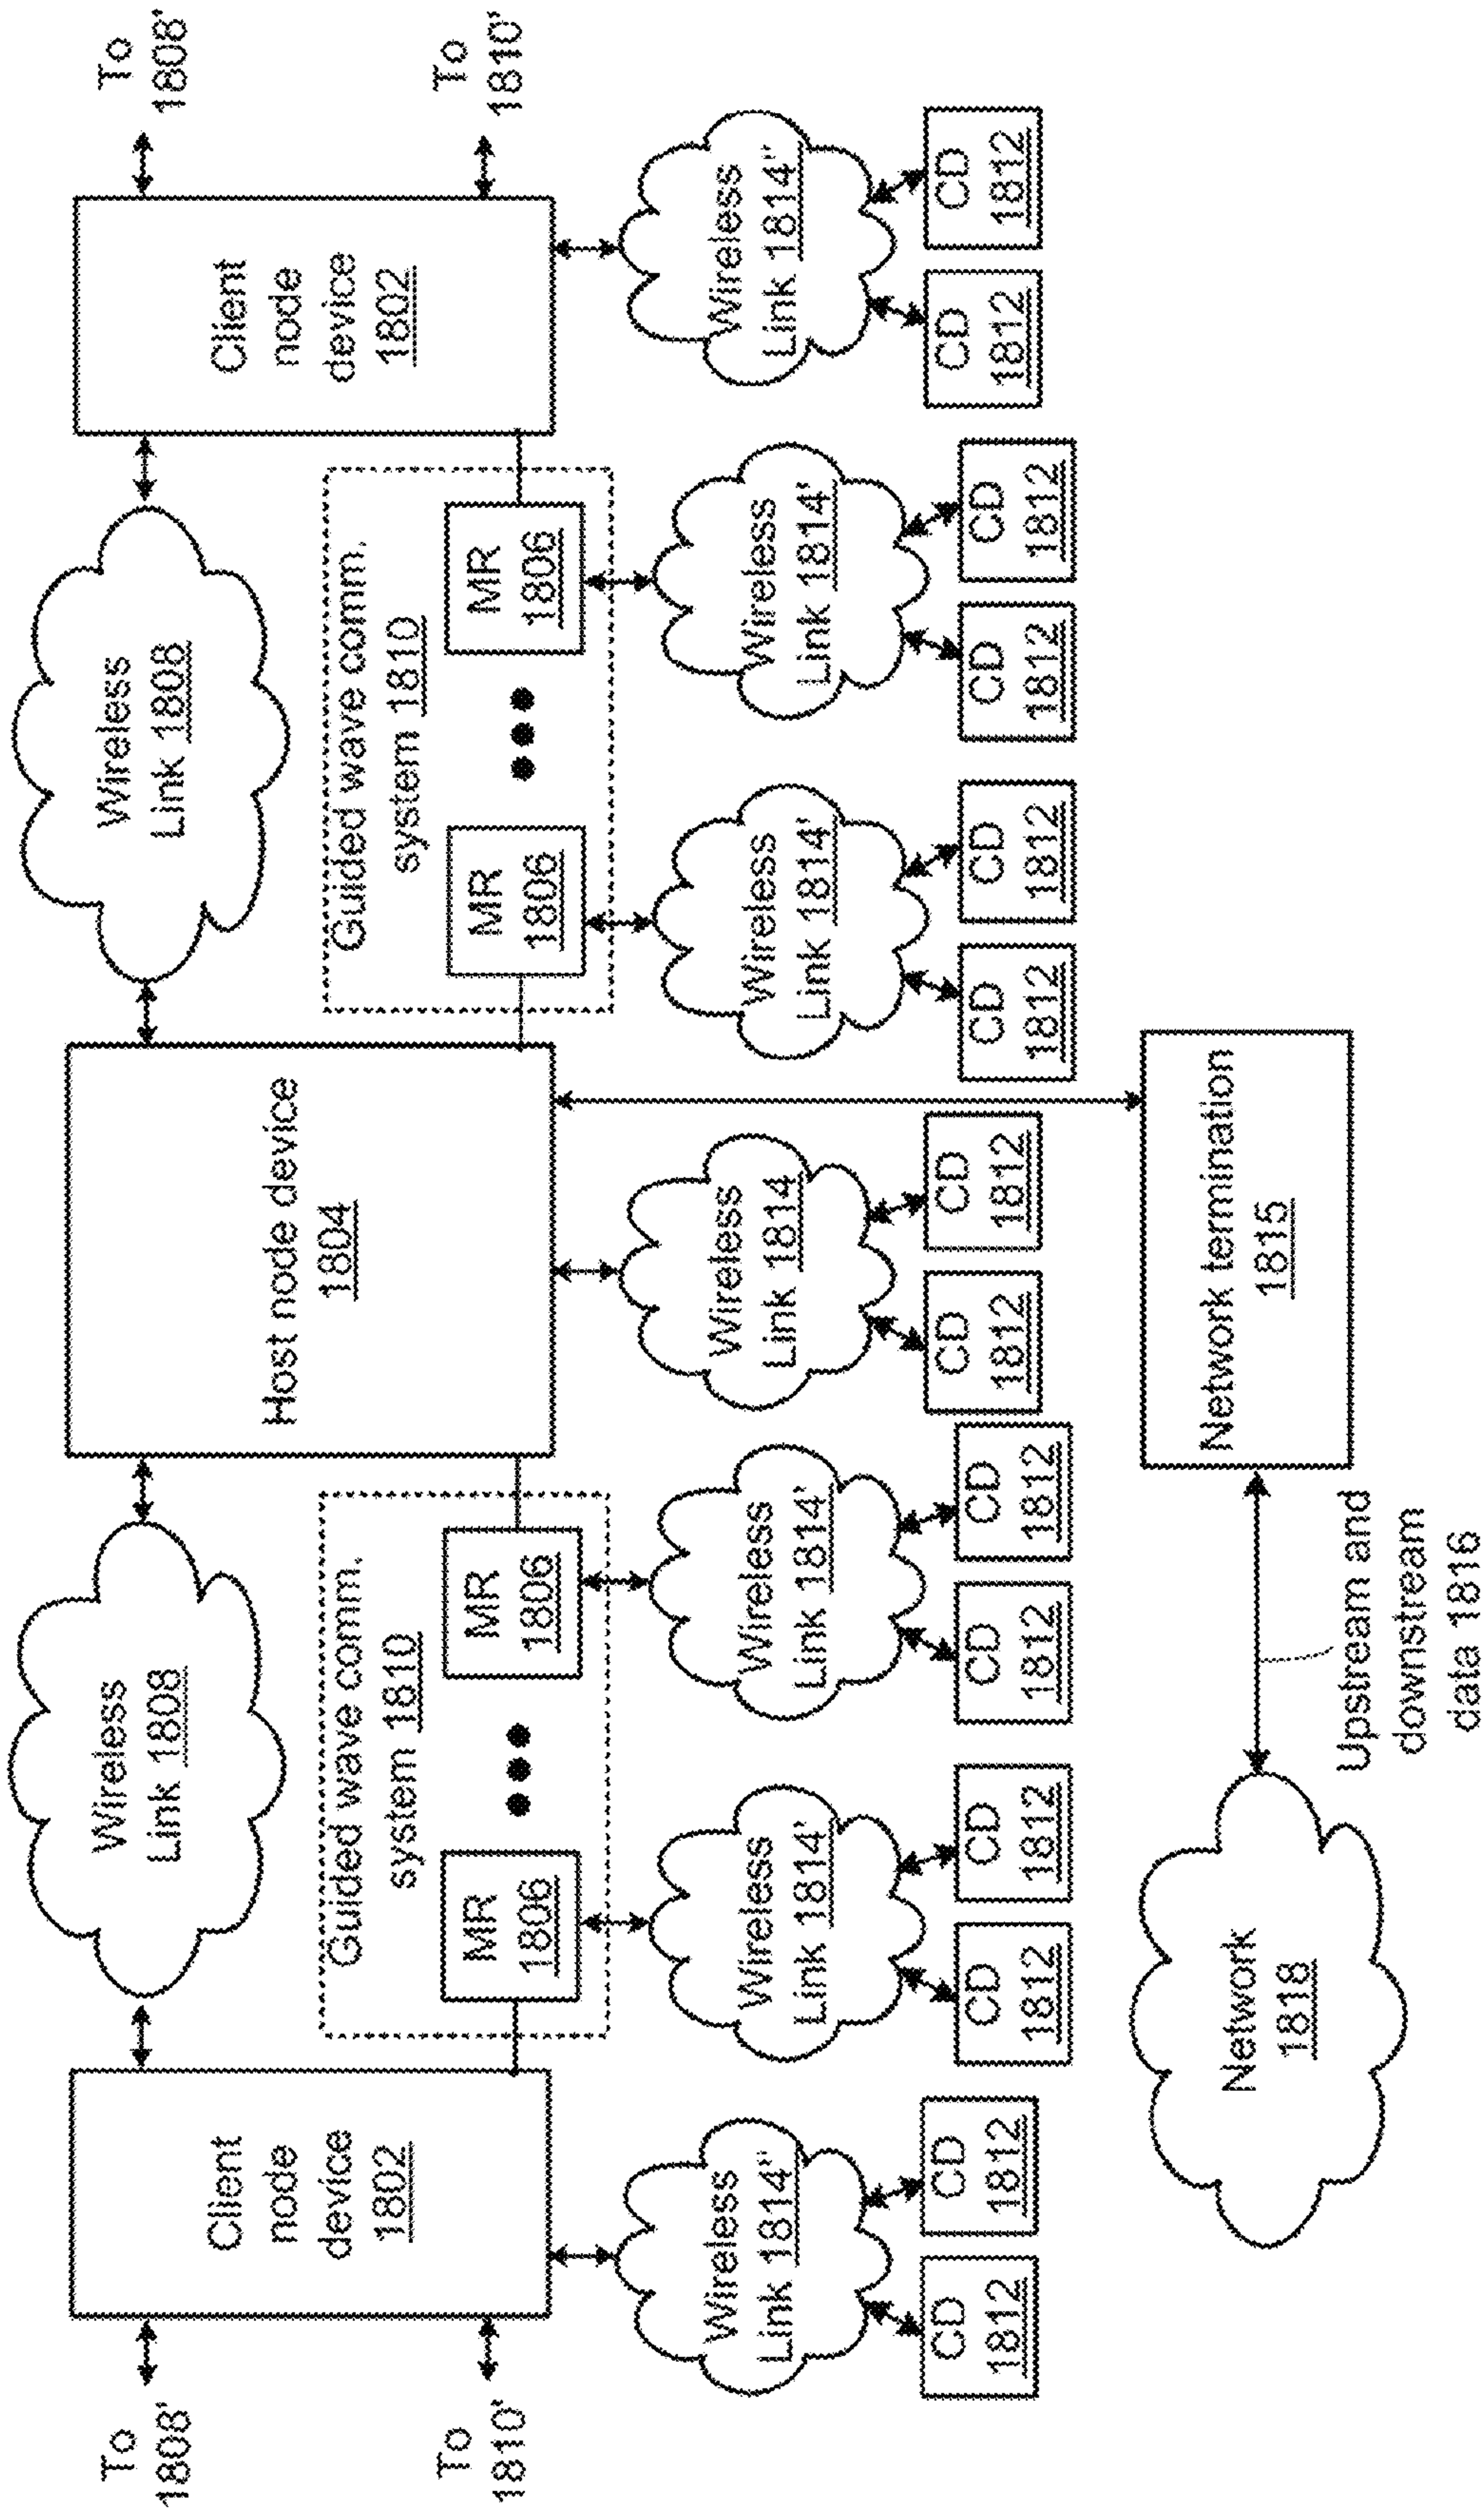 To
1808'
Wireless
Link 1808
Wireless
Link 1808
To
1808'
Client
node
device
1802
Host node device
1804
Client
node
device
1802
To
1810'
Guided wave comm.
system 1810
MR
1806
MR
1806
Guided wave comm.
system 1810
MR
1806
MR
1806
To
1810'
Wireless
Link 1814"
Wireless
Link 1814'
Wireless
Link 1814'
Wireless
Link 1814
Wireless
Link 1814'
Wireless
Link 1814'
Wireless
Link 1814"
CD
1812
CD
1812
CD
1812
CD
1812
CD
1812
CD
1812
CD
1812
CD
1812
CD
1812
CD
1812
CD
1812
CD
1812
CD
1812
CD
1812
Network
1818
Upstream and
downstream
data 1816
Network termination
1815